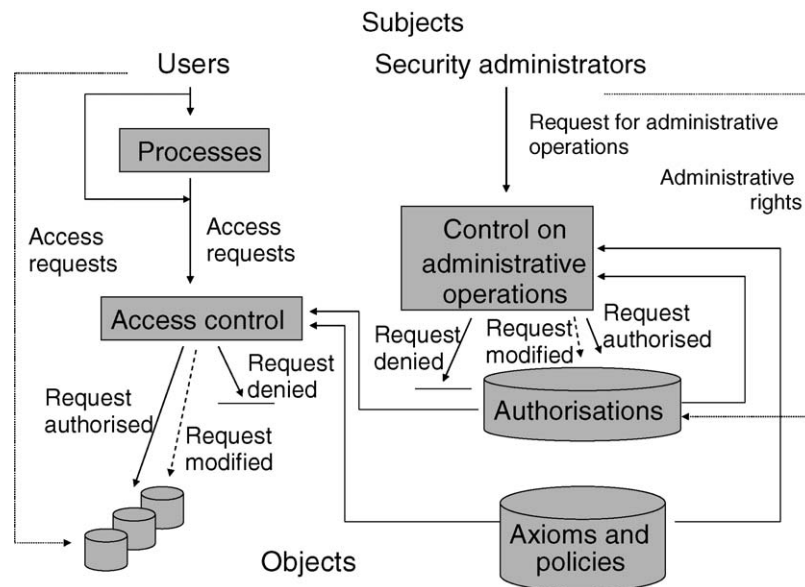 Subjects
Users
Security administrators
Request for administrative
operations
Processes
Administrative
rights
Access
requests
Access
requests
Control on
administrative
operations
Access control
Request
denied
Request
modified
Request
authorised
Request
denied
Request
authorised
Request
modified
Authorisations
Axioms and
policies
Objects